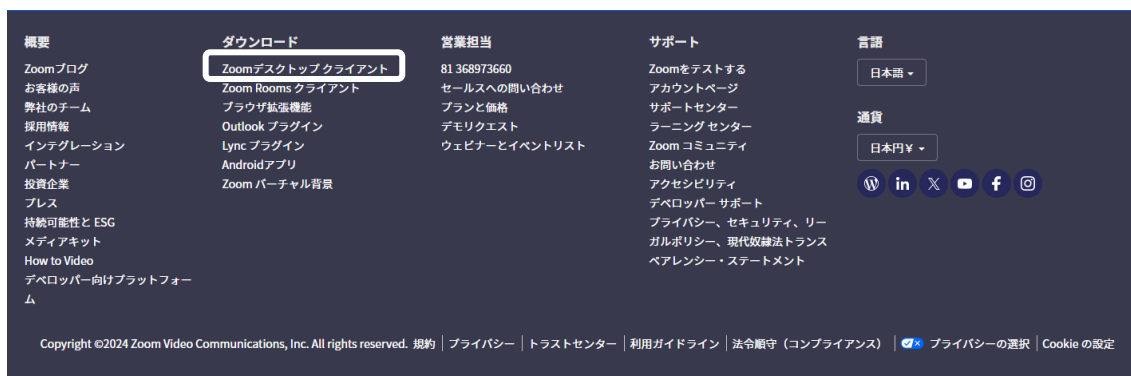 概要
Zoomブログ
お客様の声
弊社のチーム
採用情報
インテグレーション
パートナー
投資企業
プレス
持続可能性と ESG
メディアキット
How to Video
デベロッパー向けプラットフォー
ム
ダウンロード
Zoomデスクトップ クライアント
Zoom Rooms クライアント
ブラウザ拡張機能
Outlook プラグイン
Lync プラグイン
Androidアプリ
Zoom バーチャル背景
営業担当
81 368973660
セールスへの問い合わせ
プランと価格
デモリクエスト
ウェビナーとイベントリスト
サポート
Zoomをテストする
アカウントページ
サポートセンター
ラーニング センター
Zoom コミュニティ
お問い合わせ
アクセシビリティ
デベロッパー サポート
プライバシー、セキュリティ、リー
ガルポリシー、現代奴隷法トランス
ペアレンシー・ステートメント
言語
日本語
通貨
日本円¥
Copyright ©2024 Zoom Video Communications, Inc. All rights reserved. 規約 | プライバシー | トラストセンター | 利用ガイドライン | 法令順守（コンプライアンス） | プライバシーの選択 | Cookie の設定